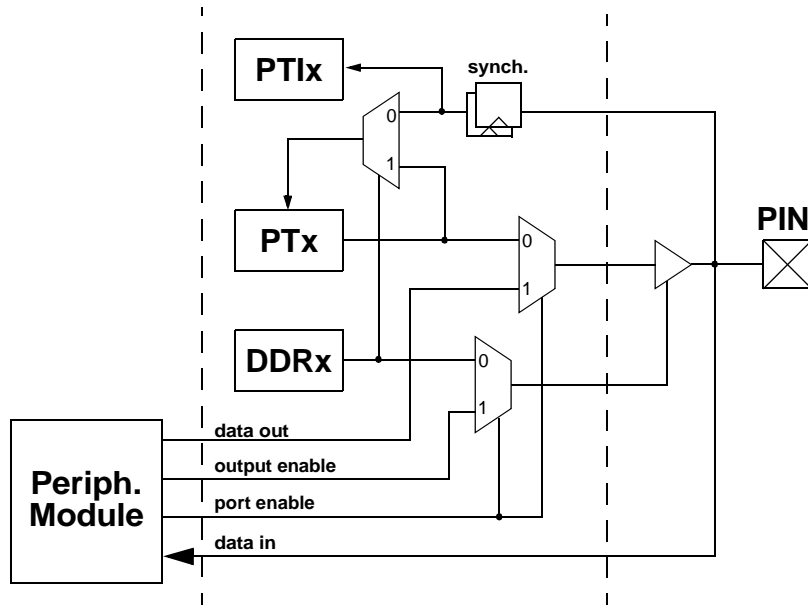 PTIx
synch.
0
1
PTx
0
1
PIN
DDRx
0
1
Periph.
Module
data out
output enable
port enable
data in